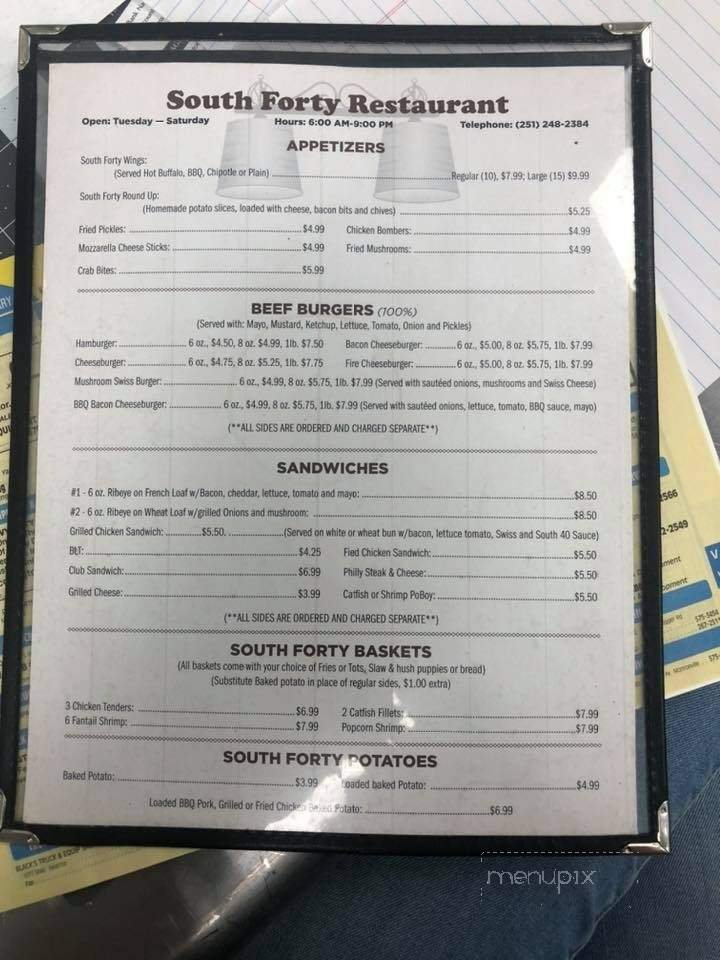 South Forty Restaurant
Open: Tuesday — Saturday Hours: 6:00 AM-9:00 PM Telephone: (251) 248-2384
APPETIZERS
South Forty Wings:
(Served Hot Buffalo, BBQ, Chipotle or Plain) Regular (10), $7.99; Large (15) $9.99
South Forty Round Up:
(Homemade potato slices, loaded with cheese, bacon bits and chives) $5.25
Fried Pickles: $4.99 Chicken Bombers: $4.99
Mozzarella Cheese Sticks: $4.99 Fried Mushrooms: $4.99
Crab Bites: $5.99
BEEF BURGERS (100%)
(Served with: Mayo, Mustard, Ketchup, Lettuce, Tomato, Onion and Pickles)
Hamburger: 6 oz., $4.50, 8 oz. $4.99, 1lb. $7.50 Bacon Cheeseburger: 6 oz., $5.00, 8 oz. $5.75, 1lb. $7.99
Cheeseburger: 6 oz., $4.75, 8 oz. $5.25, 1lb. $7.75 Fire Cheeseburger: 6 oz., $5.00, 8 oz. $5.75, 1lb. $7.99
Mushroom Swiss Burger: 6 oz., $4.99, 8 oz. $5.75, 1lb. $7.99 (Served with sautéed onions, mushrooms and Swiss Cheese)
BBQ Bacon Cheeseburger: 6 oz., $4.99, 8 oz. $5.75, 1lb. $7.99 (Served with sautéed onions, lettuce, tomato, BBQ sauce, mayo)
(**ALL SIDES ARE ORDERED AND CHARGED SEPARATE**)
SANDWICHES
#1 - 6 oz. Ribeye on French Loaf w/Bacon, cheddar, lettuce, tomato and mayo: $8.50
#2 - 6 oz. Ribeye on Wheat Loaf w/grilled Onions and mushroom: $8.50
Grilled Chicken Sandwich: $5.50. (Served on white or wheat bun w/bacon, lettuce tomato, Swiss and South 40 Sauce)
BLT: $4.25 Fied Chicken Sandwich: $5.50
Club Sandwich: $6.99 Philly Steak & Cheese: $5.50
Grilled Cheese: $3.99 Catfish or Shrimp PoBoy: $5.50
(**ALL SIDES ARE ORDERED AND CHARGED SEPARATE**)
SOUTH FORTY BASKETS
(All baskets come with your choice of Fries or Tots, Slaw & hush puppies or bread)
(Substitute Baked potato in place of regular sides, $1.00 extra)
3 Chicken Tenders: $6.99 2 Catfish Fillets: $7.99
6 Fantail Shrimp: $7.99 Popcorn Shrimp: $7.99
SOUTH FORTY POTATOES
Baked Potato: $3.99 Loaded baked Potato: $4.99
Loaded BBQ Pork, Grilled or Fried Chicken Baked Potato: $6.99
2566
2-2549
BLACK'S TRUCK & EQUIP
menupix